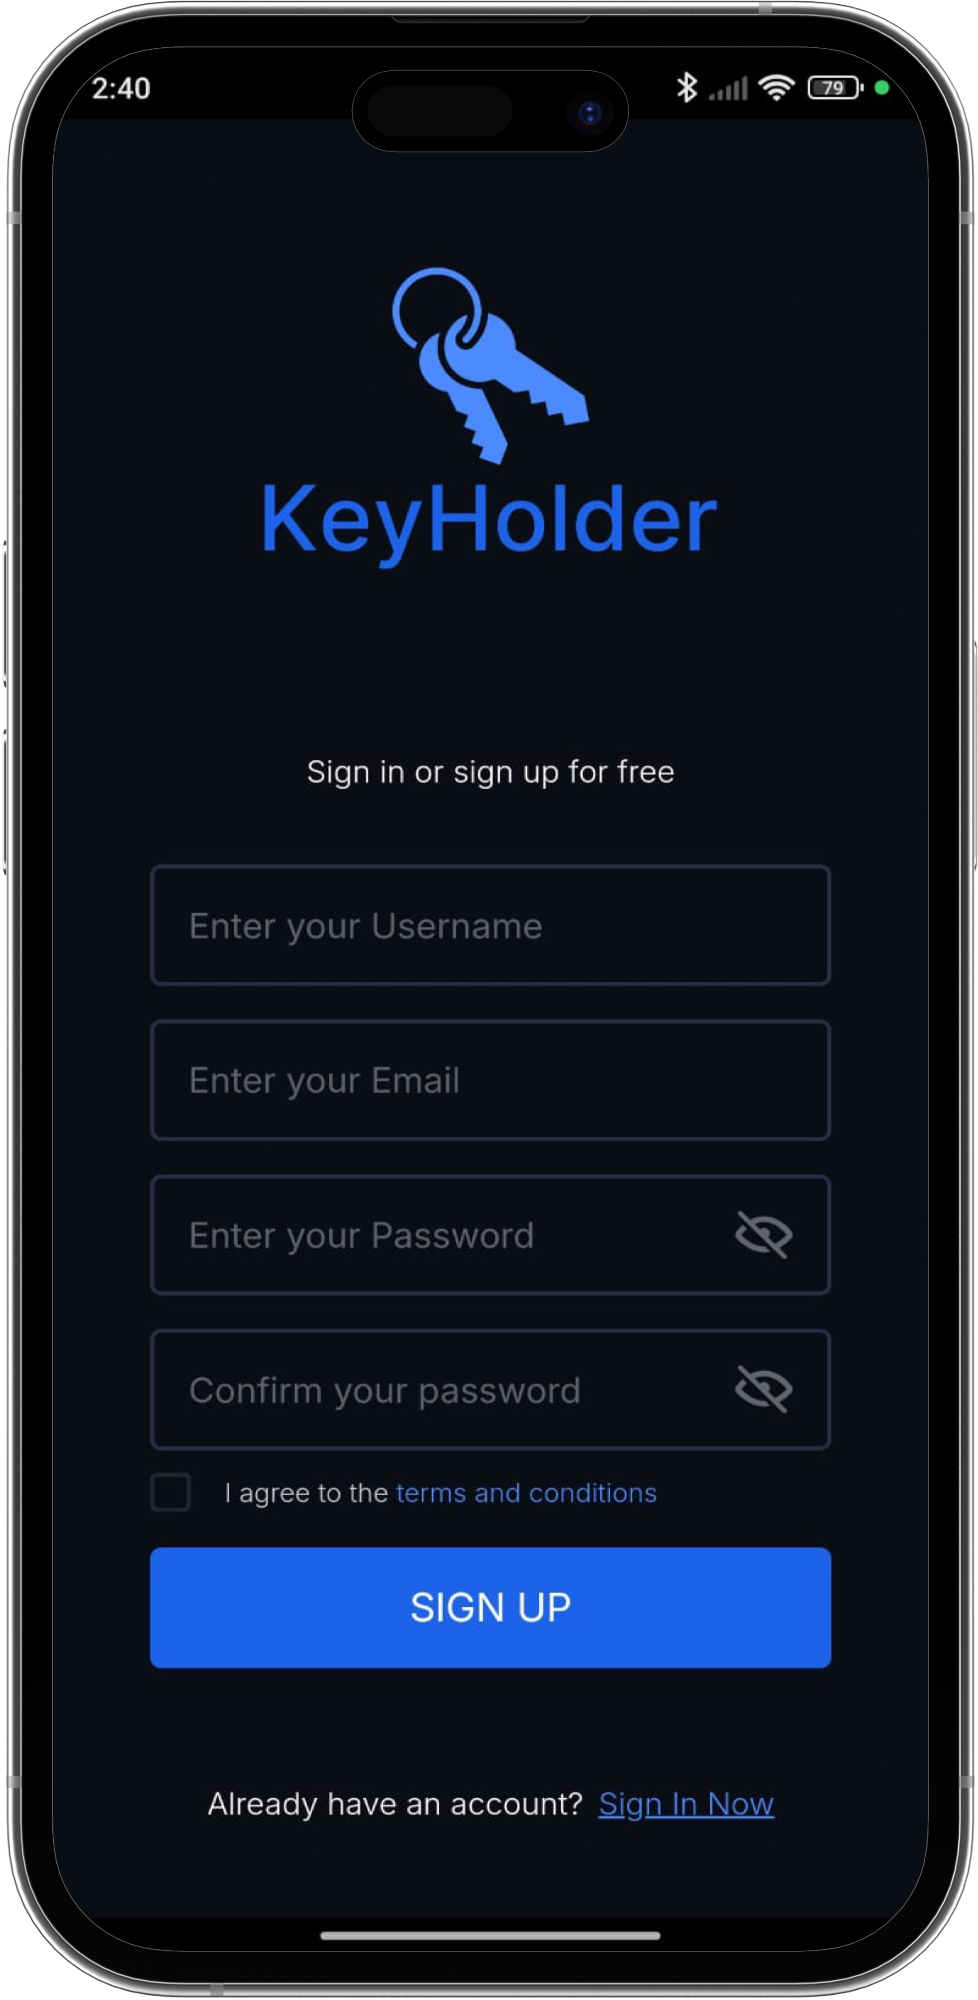 2:40 79
KeyHolder
Sign in or sign up for free
Enter your Username
Enter your Email
Enter your Password
Confirm your password
I agree to the terms and conditions
SIGN UP
Already have an account? Sign In Now